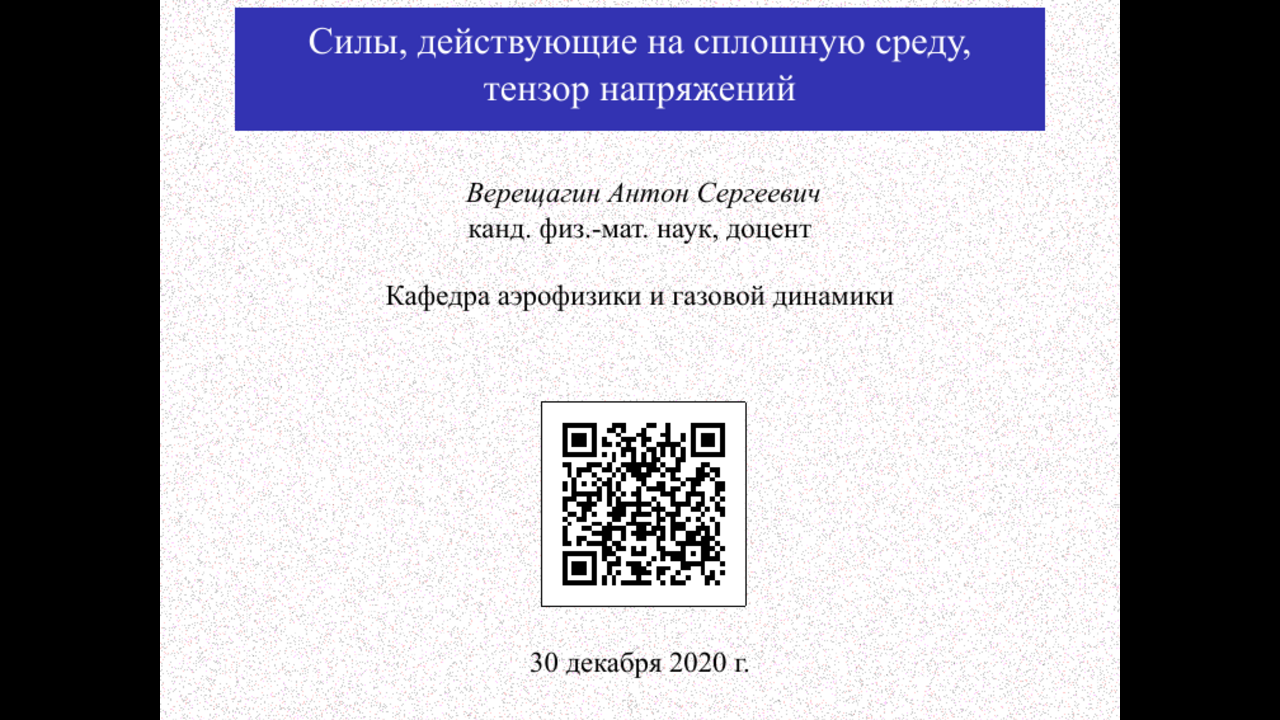 Силы, действующие на сплошную среду,
тензор напряжений
Верещагин Антон Сергеевич
канд. физ.-мат. наук, доцент
Кафедра аэрофизики и газовой динамики
30 декабря 2020 г.